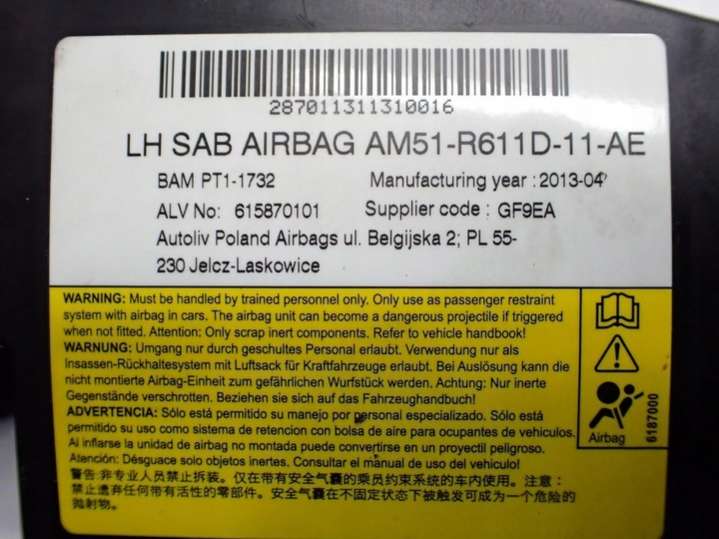 287011311310016
LH SAB AIRBAG AM51-R611D-11-AE
BAM PT1-1732 Manufacturing year : 2013-04
ALV No: 615870101 Supplier code : GF9EA
Autoliv Poland Airbags ul. Belgijska 2; PL 55-
230 Jelcz-Laskowice
WARNING: Must be handled by trained personnel only. Only use as passenger restraint
system with airbag in cars. The airbag unit can become a dangerous projectile if triggered
when not fitted. Attention: Only scrap inert components. Refer to vehicle handbook!
WARNUNG: Umgang nur durch geschultes Personal erlaubt. Verwendung nur als
Insassen-Rückhaltesystem mit Luftsack für Kraftfahrzeuge erlaubt. Bei Auslösung kann die
nicht montierte Airbag-Einheit zum gefährlichen Wurfstück werden. Achtung: Nur inerte
Gegenstände verschrotten. Beziehen sie sich auf das Fahrzeughandbuch!
ADVERTENCIA: Sólo está permitido su manejo por personal especializado. Sólo está
permitido su uso como sistema de retencion con bolsa de aire para ocupantes de vehiculos.
Al inflarse la unidad de airbag no montada puede convertirse en un proyectil peligroso.
Atención: Désguace solo objetos inertes. Consultar el manual de uso del vehiculo!
警告:非专业人员禁止拆装。仅在带有安全气囊的乘员约束系统的车内使用。注意：
禁止遗弃任何带有活性的零部件。安全气囊在不固定状态下被触发可成为一个危险的
抛射物。
Airbag
6187000